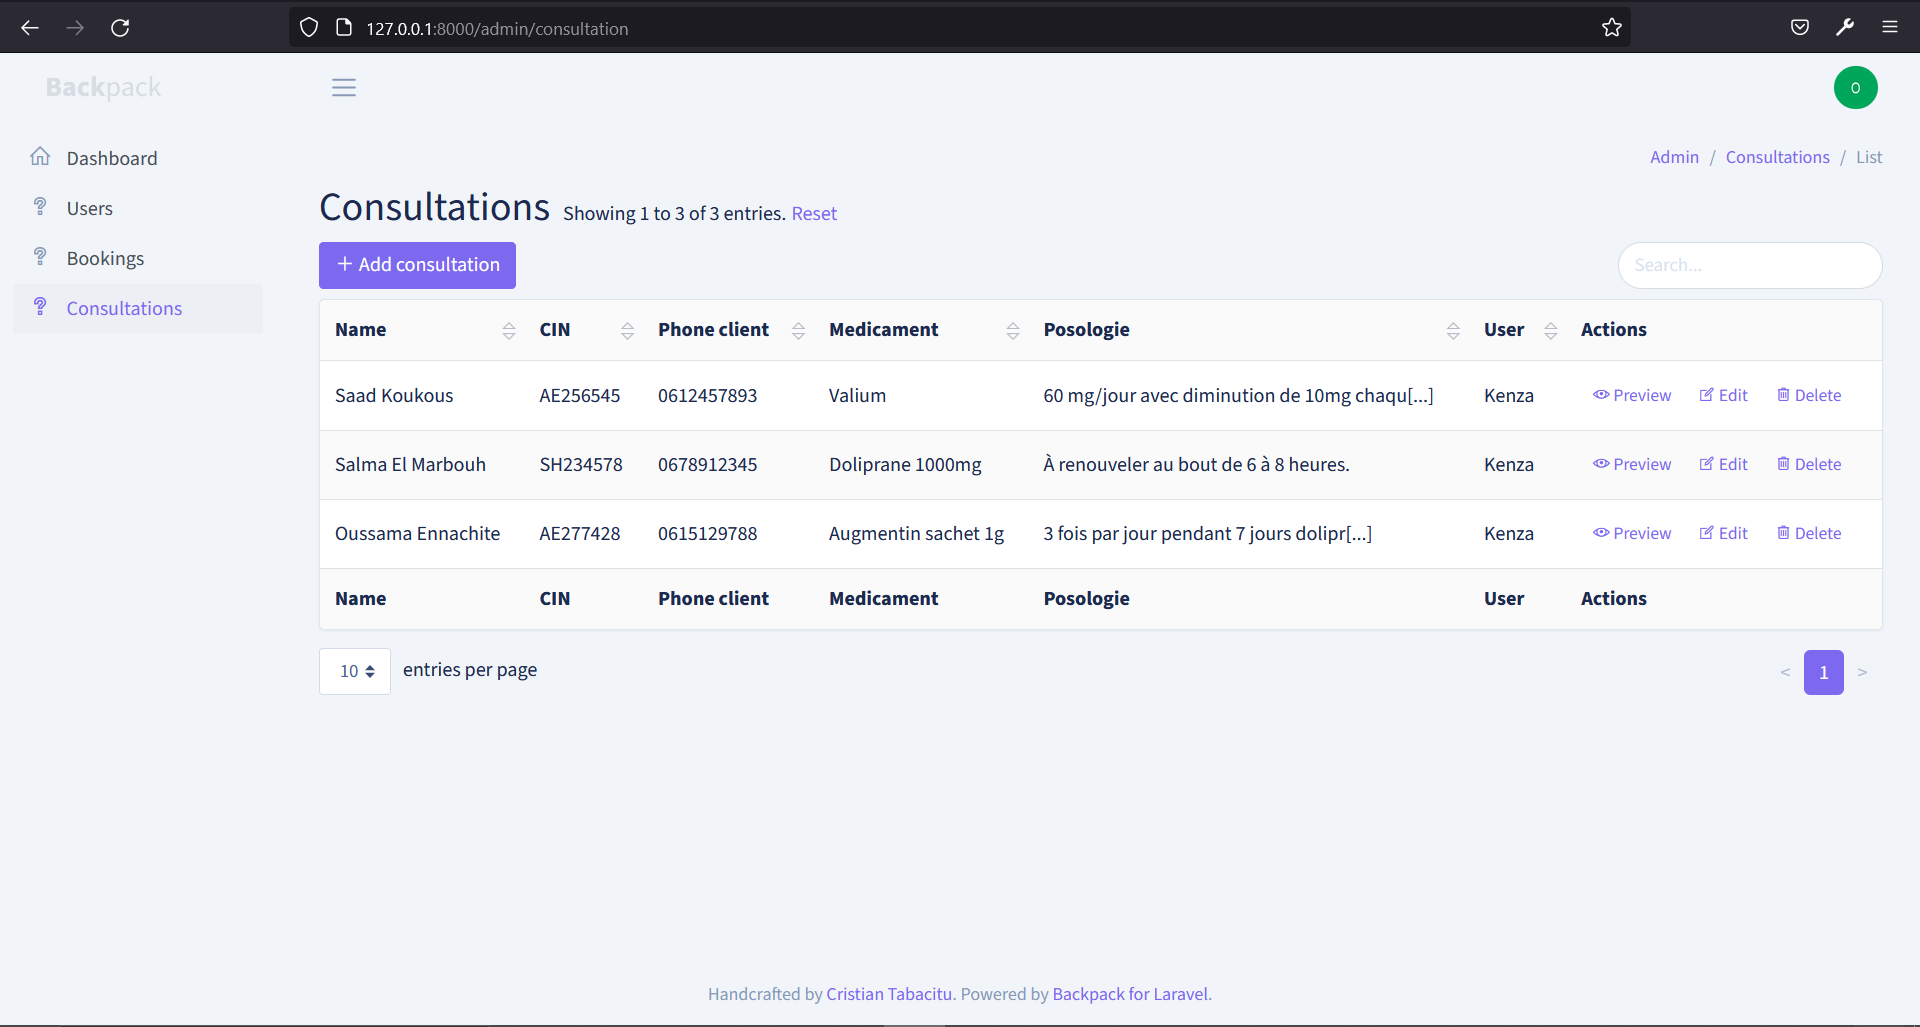 127.0.0.1:8000/admin/consultation
Backpack
O
Dashboard
Users
Bookings
Consultations
Admin / Consultations / List
Consultations Showing 1 to 3 of 3 entries. Reset
+ Add consultation
Search...
Name CIN Phone client Medicament Posologie User Actions
Saad Koukous AE256545 0612457893 Valium 60 mg/jour avec diminution de 10mg chaqu[...] Kenza Preview Edit Delete
Salma El Marbouh SH234578 0678912345 Doliprane 1000mg À renouveler au bout de 6 à 8 heures. Kenza Preview Edit Delete
Oussama Ennachite AE277428 0615129788 Augmentin sachet 1g 3 fois par jour pendant 7 jours dolipr[...] Kenza Preview Edit Delete
Name CIN Phone client Medicament Posologie User Actions
10 entries per page
< 1 >
Handcrafted by Cristian Tabacitu. Powered by Backpack for Laravel.